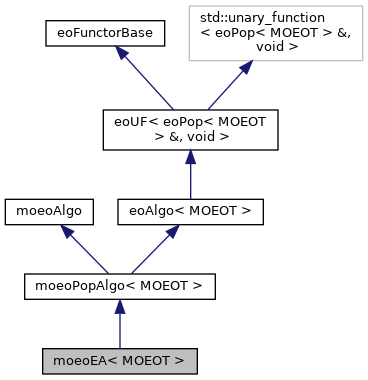 eoFunctorBase
std::unary_function
< eoPop< MOEOT > &,
void >
eoUF< eoPop< MOEOT
> &, void >
moeoAlgo
eoAlgo< MOEOT >
moeoPopAlgo< MOEOT >
moeoEA< MOEOT >